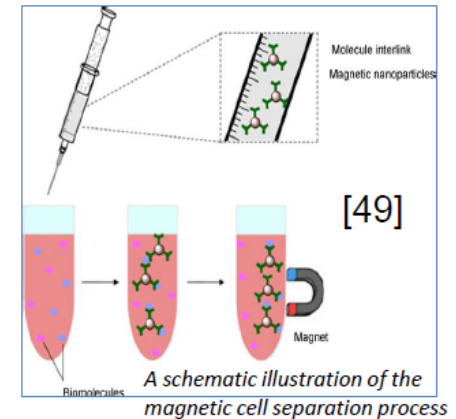 Molecule interlink
Magnetic nanoparticles
[49]
Magnet
Biomolecules
A schematic illustration of the
magnetic cell separation process